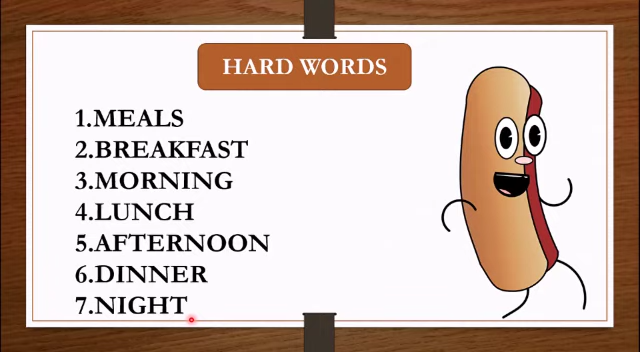 HARD WORDS
1.MEALS
2.BREAKFAST
3.MORNING
4.LUNCH
5.AFTERNOON
6.DINNER
7.NIGHT